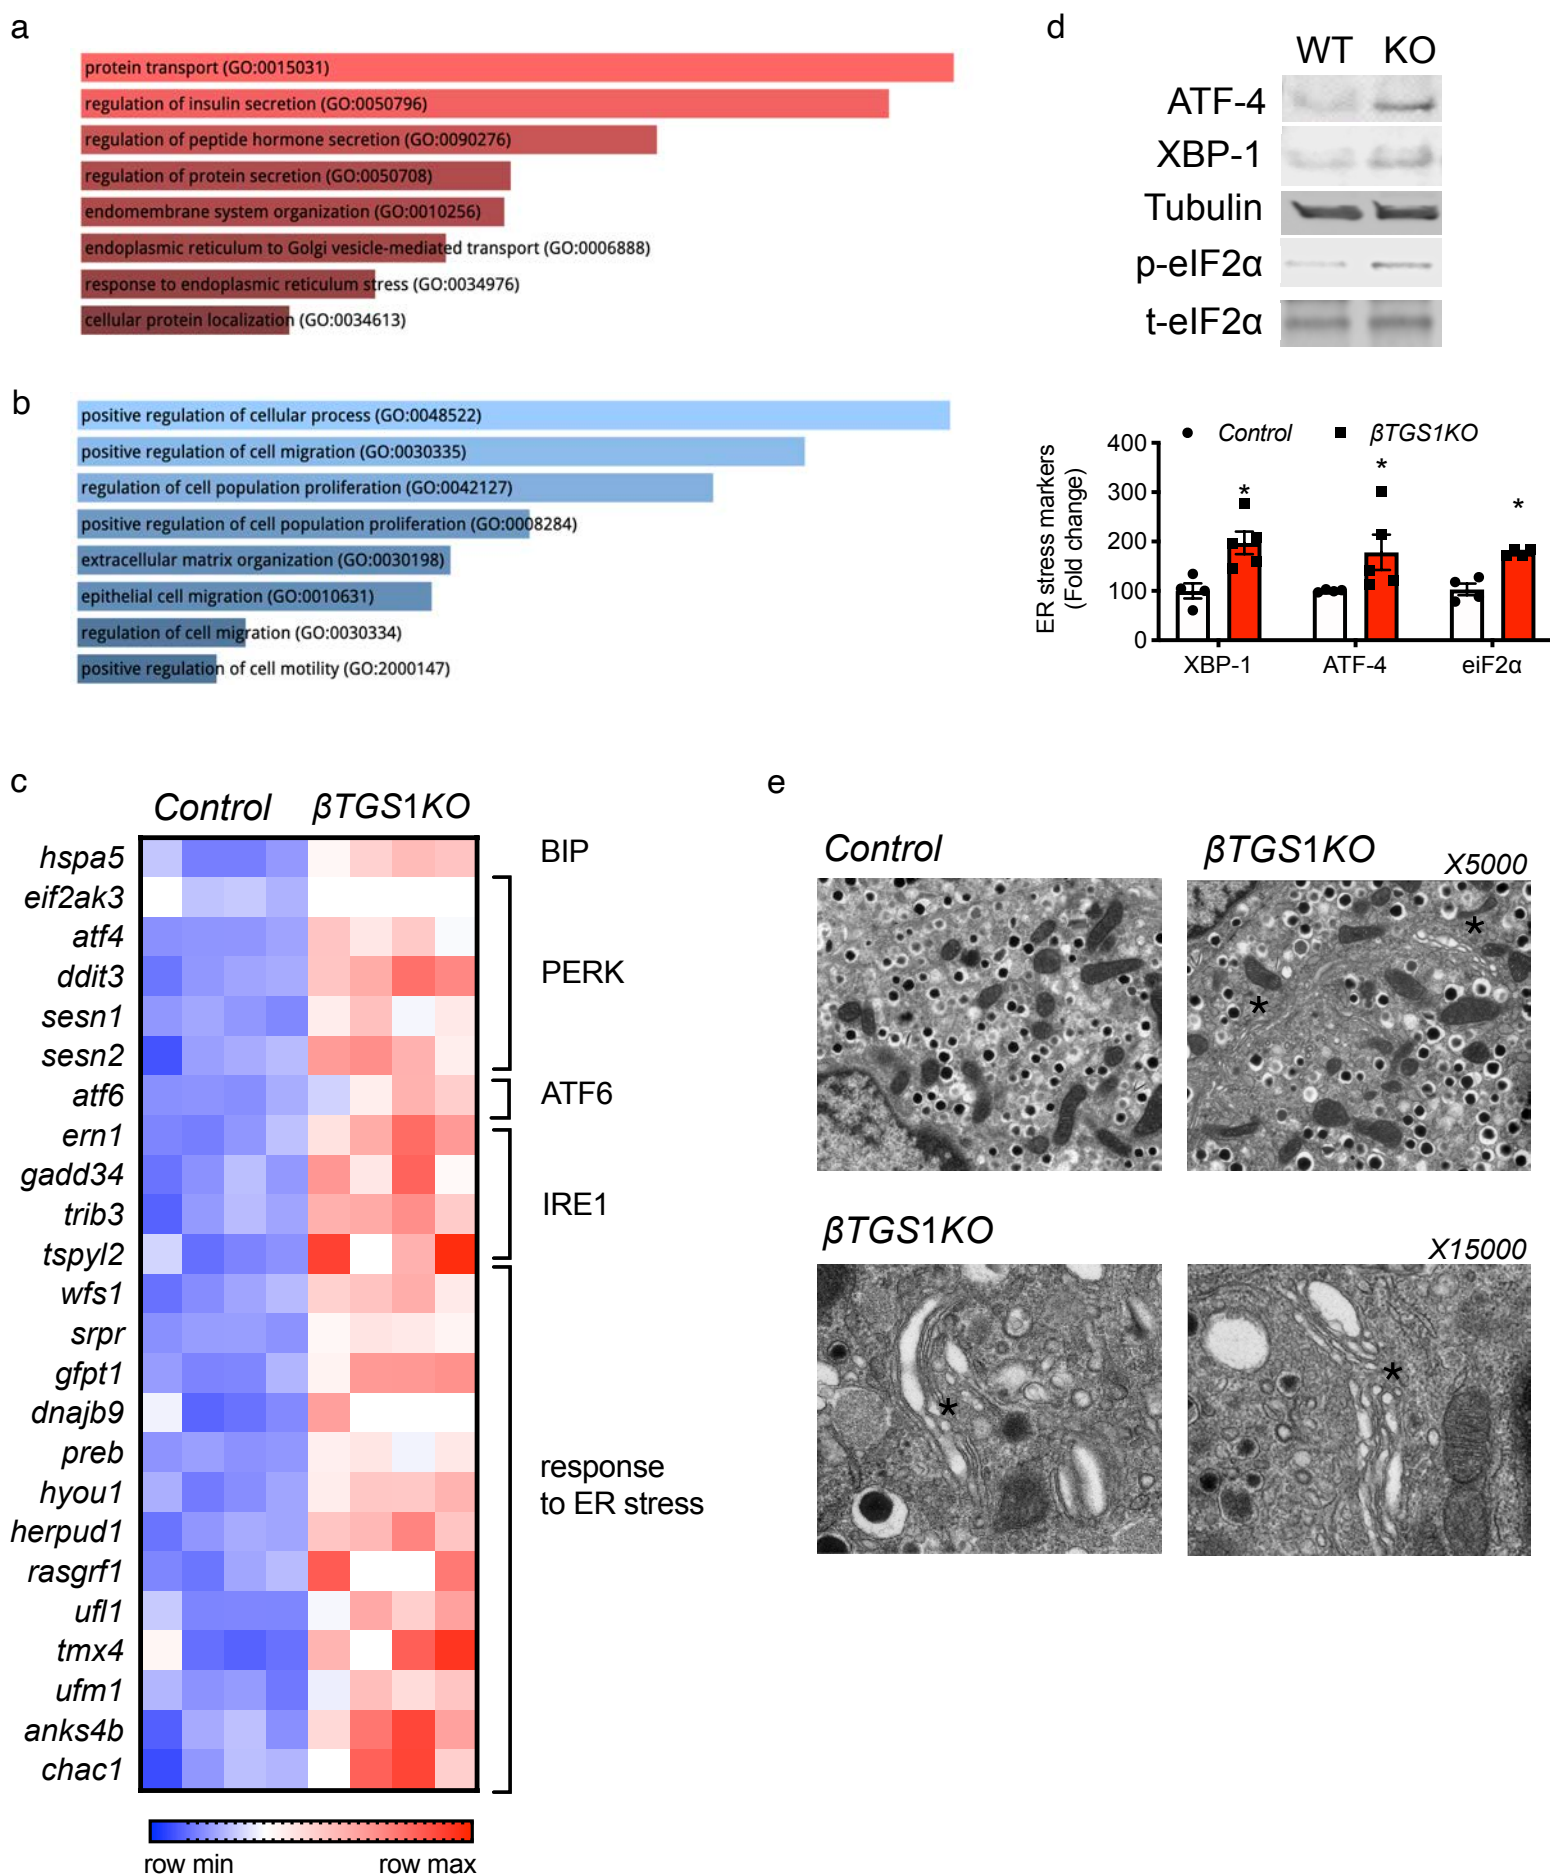 a
protein transport (GO:0015031)
regulation of insulin secretion (GO:0050796)
regulation of peptide hormone secretion (GO:0090276)
regulation of protein secretion (GO:0050708)
endomembrane system organization (GO:0010256)
endoplasmic reticulum to Golgi vesicle-mediated transport (GO:0006888)
response to endoplasmic reticulum stress (GO:0034976)
cellular protein localization (GO:0034613)
b
positive regulation of cellular process (GO:0048522)
positive regulation of cell migration (GO:0030335)
regulation of cell population proliferation (GO:0042127)
positive regulation of cell population proliferation (GO:0008284)
extracellular matrix organization (GO:0030198)
epithelial cell migration (GO:0010631)
regulation of cell migration (GO:0030334)
positive regulation of cell motility (GO:2000147)
d
WT KO
ATF-4
XBP-1
Tubulin
p-eIF2α
t-eIF2α
Control βTGS1KO
ER stress markers
(Fold change)
400
300
200
100
0
* * *
XBP-1 ATF-4 eiF2α
c
Control βTGS1KO
hspa5
eif2ak3
atf4
ddit3
sesn1
sesn2
atf6
ern1
gadd34
trib3
tspyl2
wfs1
srpr
gfpt1
dnajb9
preb
hyou1
herpud1
rasgrf1
ufl1
tmx4
ufm1
anks4b
chac1
BIP
PERK
ATF6
IRE1
response
to ER stress
row min row max
e
Control βTGS1KO X5000
* *
βTGS1KO X15000
* *